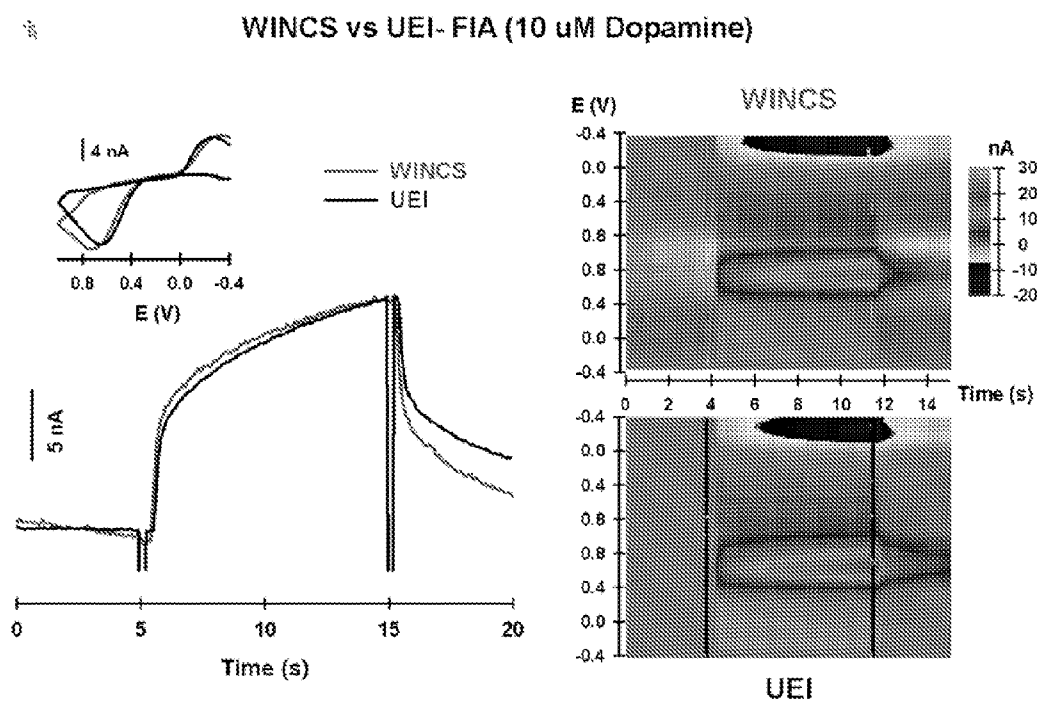 WINCS vs UEI- FIA (10 uM Dopamine)
4 nA
WINCS
UEI
0.8 0.4 0.0 -0.4
E (V)
5 nA
0 5 10 15 20
Time (s)
E (V)
WINCS
-0.4
0.0
0.4
0.8
0.8
0.4
0.0
-0.4
nA
30
20
10
0
-10
-20
0 2 4 6 8 10 12 14
Time (s)
-0.4
0.0
0.4
0.8
0.8
0.4
0.0
-0.4
UEI